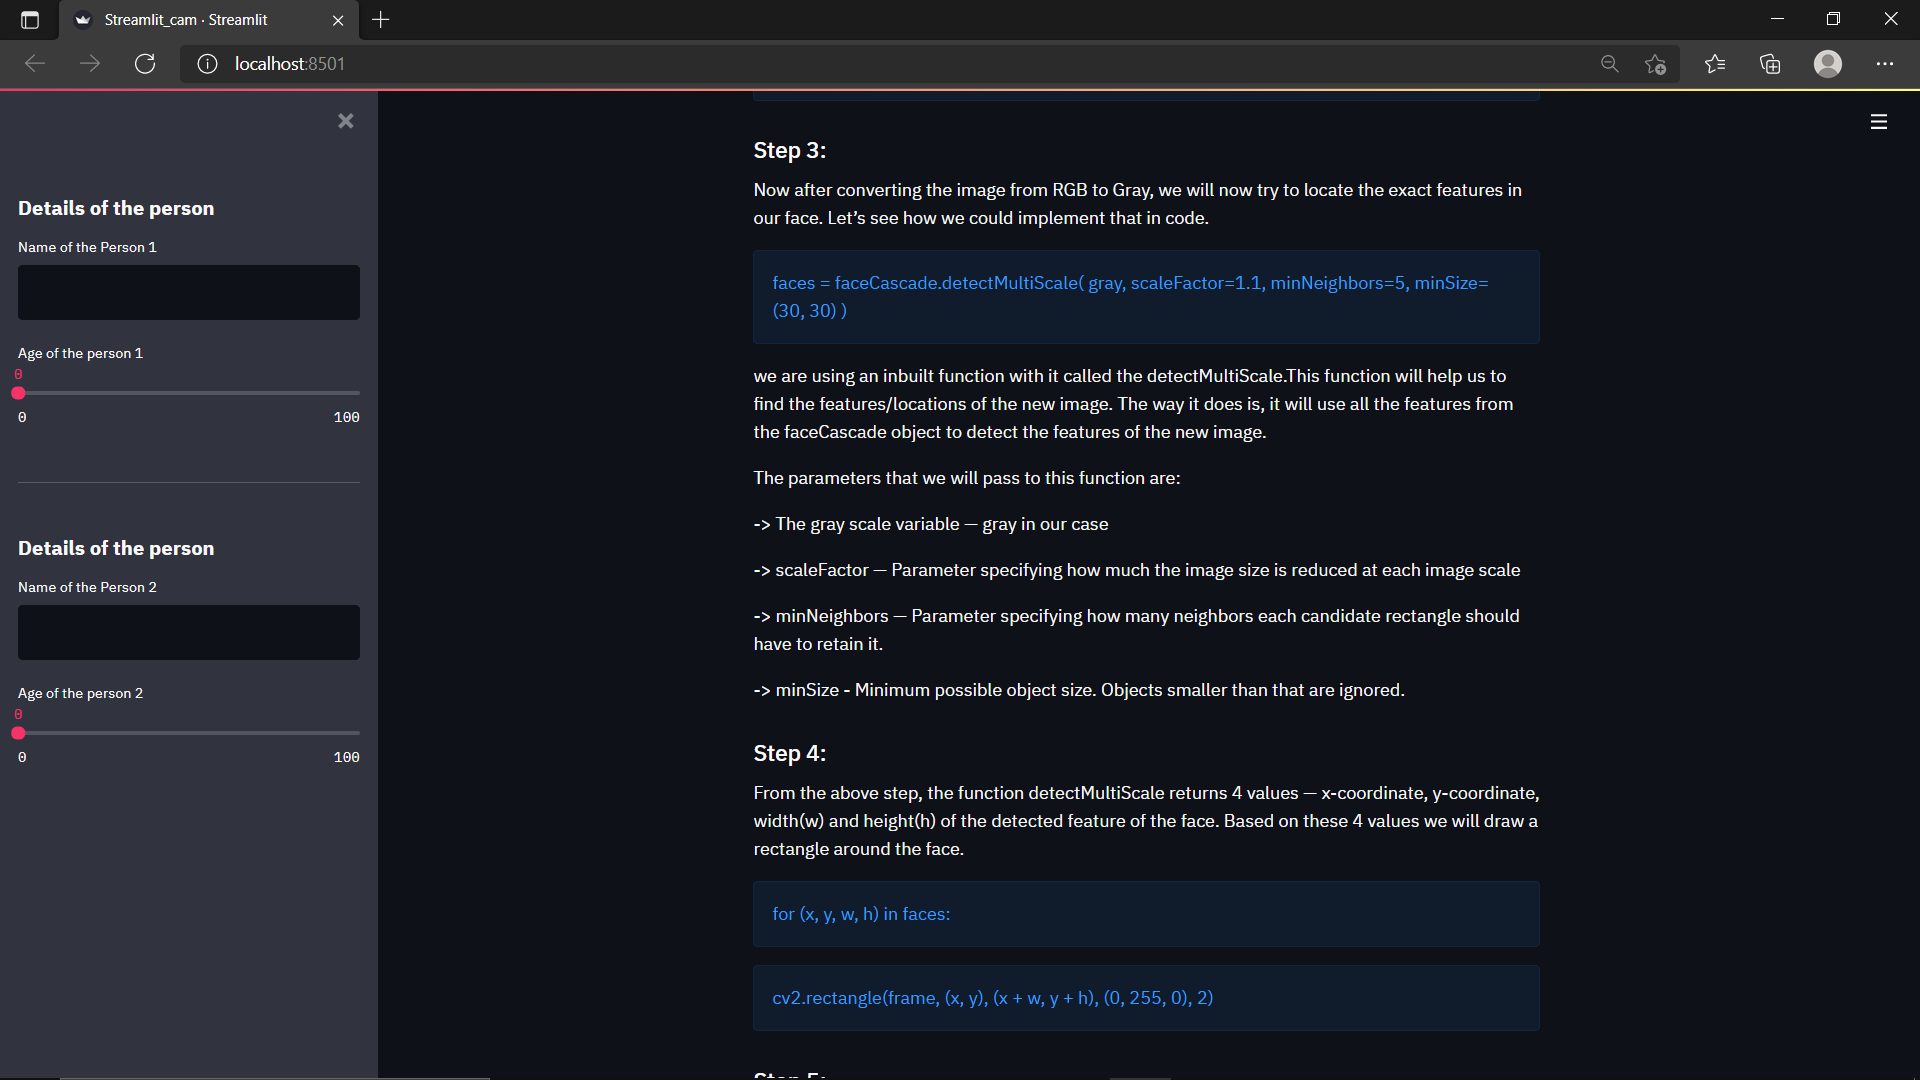 Streamlit_cam · Streamlit
localhost:8501
Details of the person
Name of the Person 1
Age of the person 1
0
0 100
Details of the person
Name of the Person 2
Age of the person 2
0
0 100
Step 3:
Now after converting the image from RGB to Gray, we will now try to locate the exact features in
our face. Let’s see how we could implement that in code.
faces = faceCascade.detectMultiScale( gray, scaleFactor=1.1, minNeighbors=5, minSize=
(30, 30) )
we are using an inbuilt function with it called the detectMultiScale.This function will help us to
find the features/locations of the new image. The way it does is, it will use all the features from
the faceCascade object to detect the features of the new image.
The parameters that we will pass to this function are:
-> The gray scale variable — gray in our case
-> scaleFactor — Parameter specifying how much the image size is reduced at each image scale
-> minNeighbors — Parameter specifying how many neighbors each candidate rectangle should
have to retain it.
-> minSize - Minimum possible object size. Objects smaller than that are ignored.
Step 4:
From the above step, the function detectMultiScale returns 4 values — x-coordinate, y-coordinate,
width(w) and height(h) of the detected feature of the face. Based on these 4 values we will draw a
rectangle around the face.
for (x, y, w, h) in faces:
cv2.rectangle(frame, (x, y), (x + w, y + h), (0, 255, 0), 2)